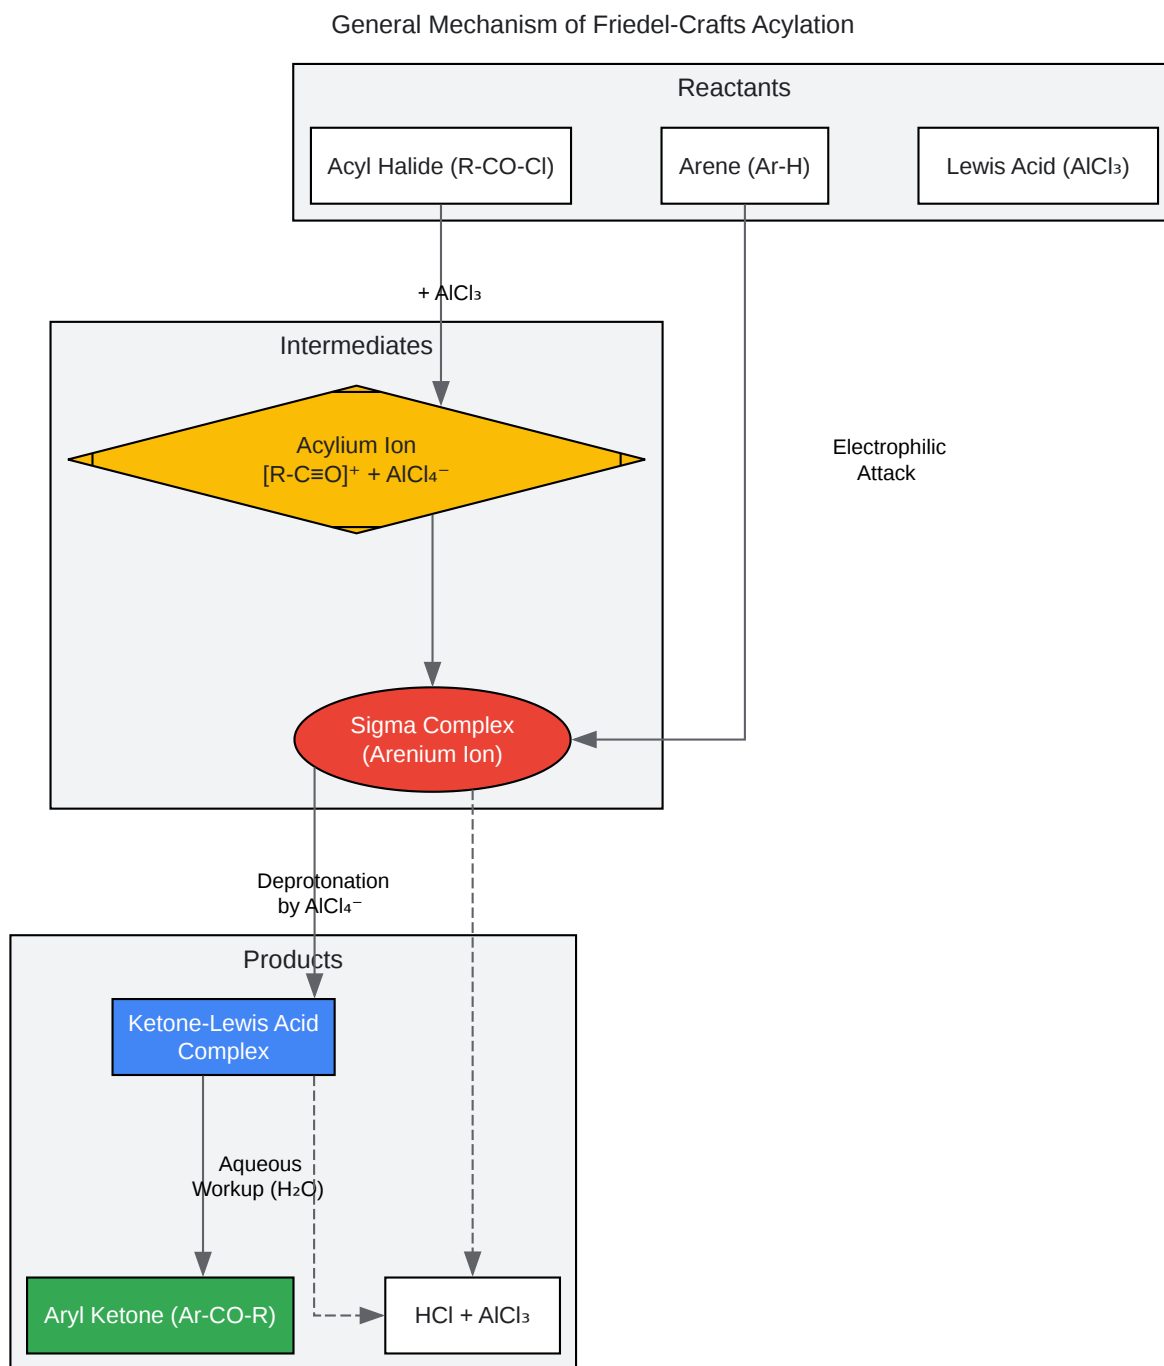 General Mechanism of Friedel-Crafts Acylation
Reactants
Acyl Halide (R-CO-Cl)
Arene (Ar-H)
Lewis Acid (AlCl₃)
+ AlCl₃
Intermediates
Acylium Ion
[R-C≡O]⁺ + AlCl₄⁻
Electrophilic
Attack
Sigma Complex
(Arenium Ion)
Deprotonation
by AlCl₄⁻
Products
Ketone-Lewis Acid
Complex
Aqueous
Workup (H₂O)
Aryl Ketone (Ar-CO-R)
HCl + AlCl₃